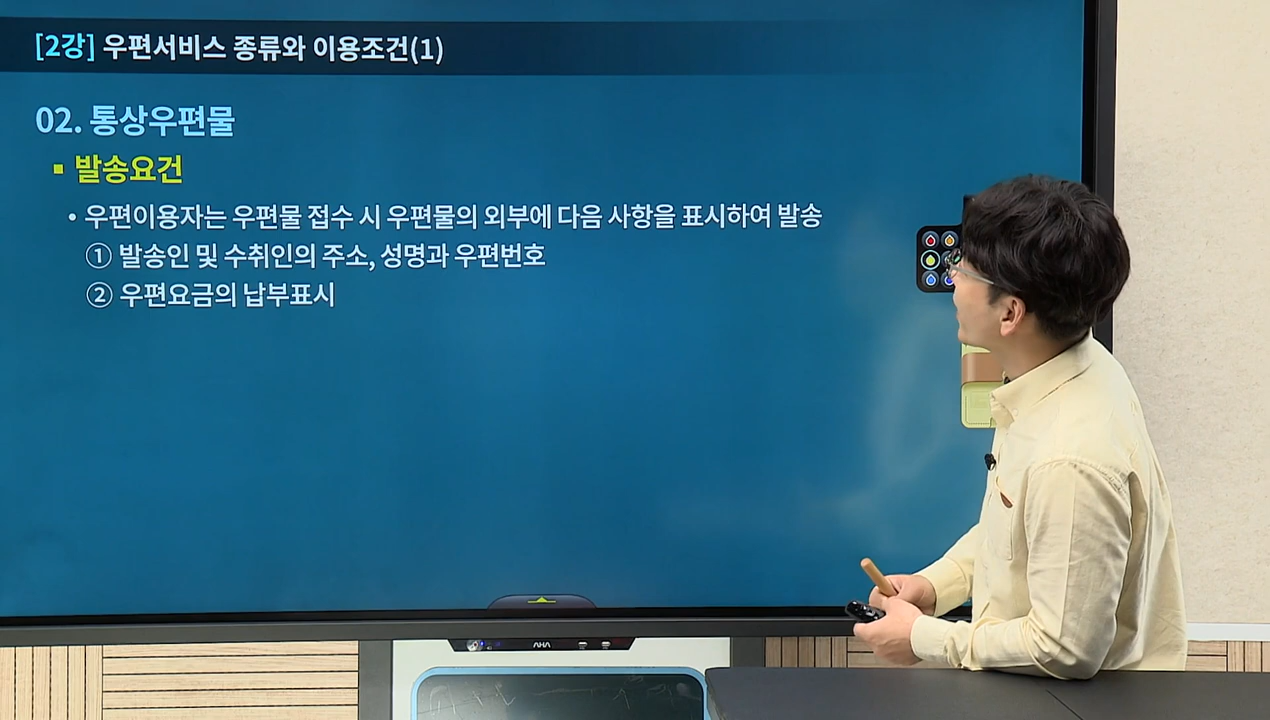 [2강] 우편서비스 종류와 이용조건(1)
02. 통상우편물
▪ 발송요건
• 우편이용자는 우편물 접수 시 우편물의 외부에 다음 사항을 표시하여 발송
① 발송인 및 수취인의 주소, 성명과 우편번호
② 우편요금의 납부표시
AHA